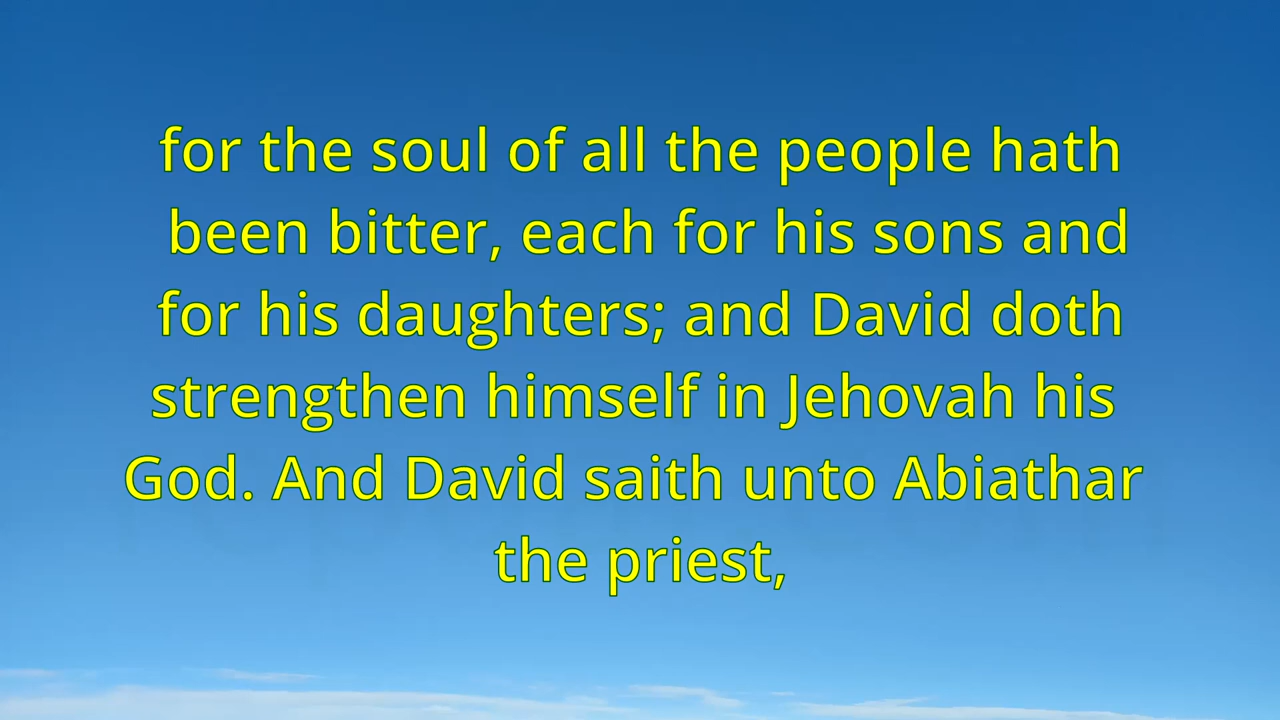 for the soul of all the people hath
been bitter, each for his sons and
for his daughters; and David doth
strengthen himself in Jehovah his
God. And David saith unto Abiathar
the priest,